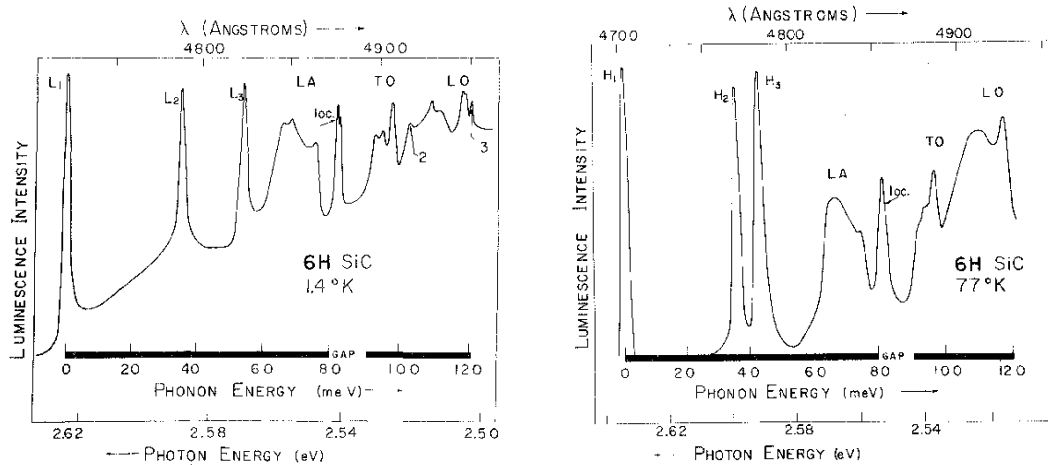 λ (ANGSTROMS)
4800 4900
L1
L2
L3
LA
TO
LO
loc.
2
3
LUMINESCENCE INTENSITY
6H SiC
1.4°K
GAP
0 20 40 60 80 100 120
PHONON ENERGY (meV)
2.62 2.58 2.54 2.50
PHOTON ENERGY (eV)
λ (ANGSTROMS)
4700 4800 4900
H1
H2
H3
LA
loc.
TO
LO
LUMINESCENCE INTENSITY
6H SiC
77°K
GAP
0 20 40 60 80 100 120
PHONON ENERGY (meV)
2.62 2.58 2.54
PHOTON ENERGY (eV)